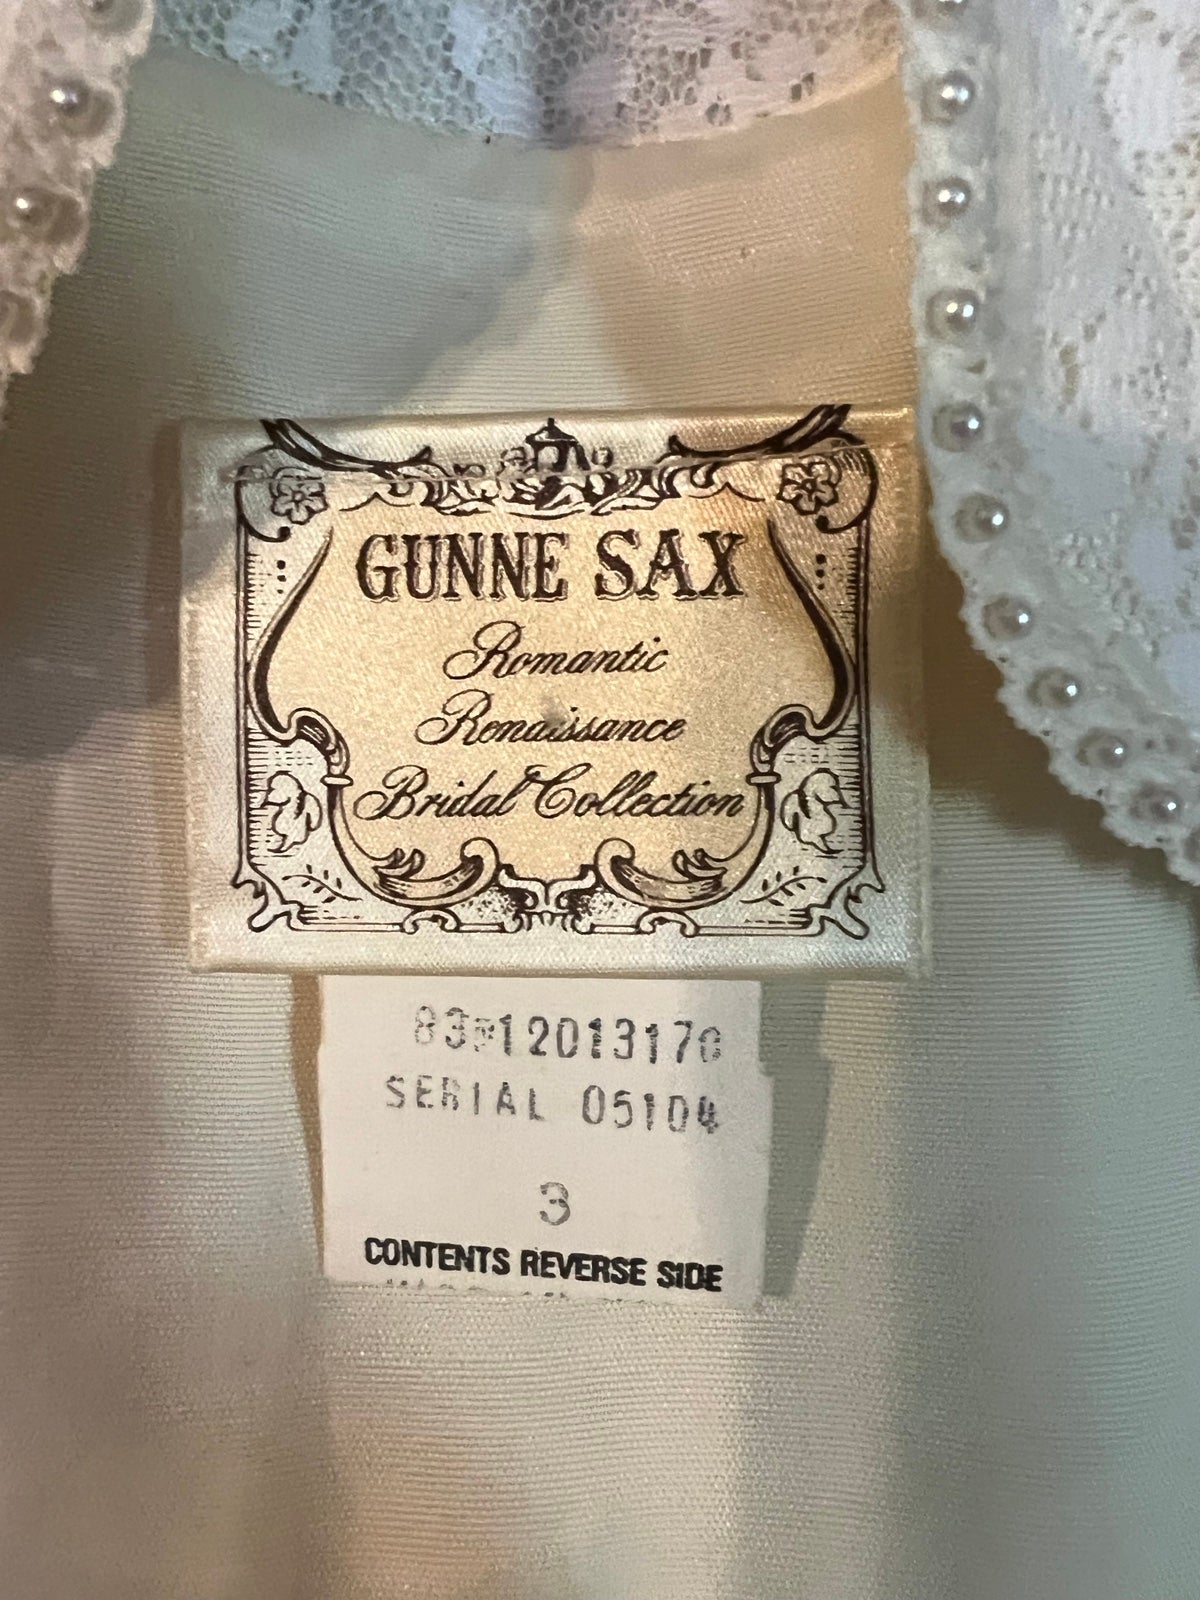 GUNNE SAX
Romantic
Renaissance
Bridal Collection
SERIAL 05104
3
CONTENTS REVERSE SIDE